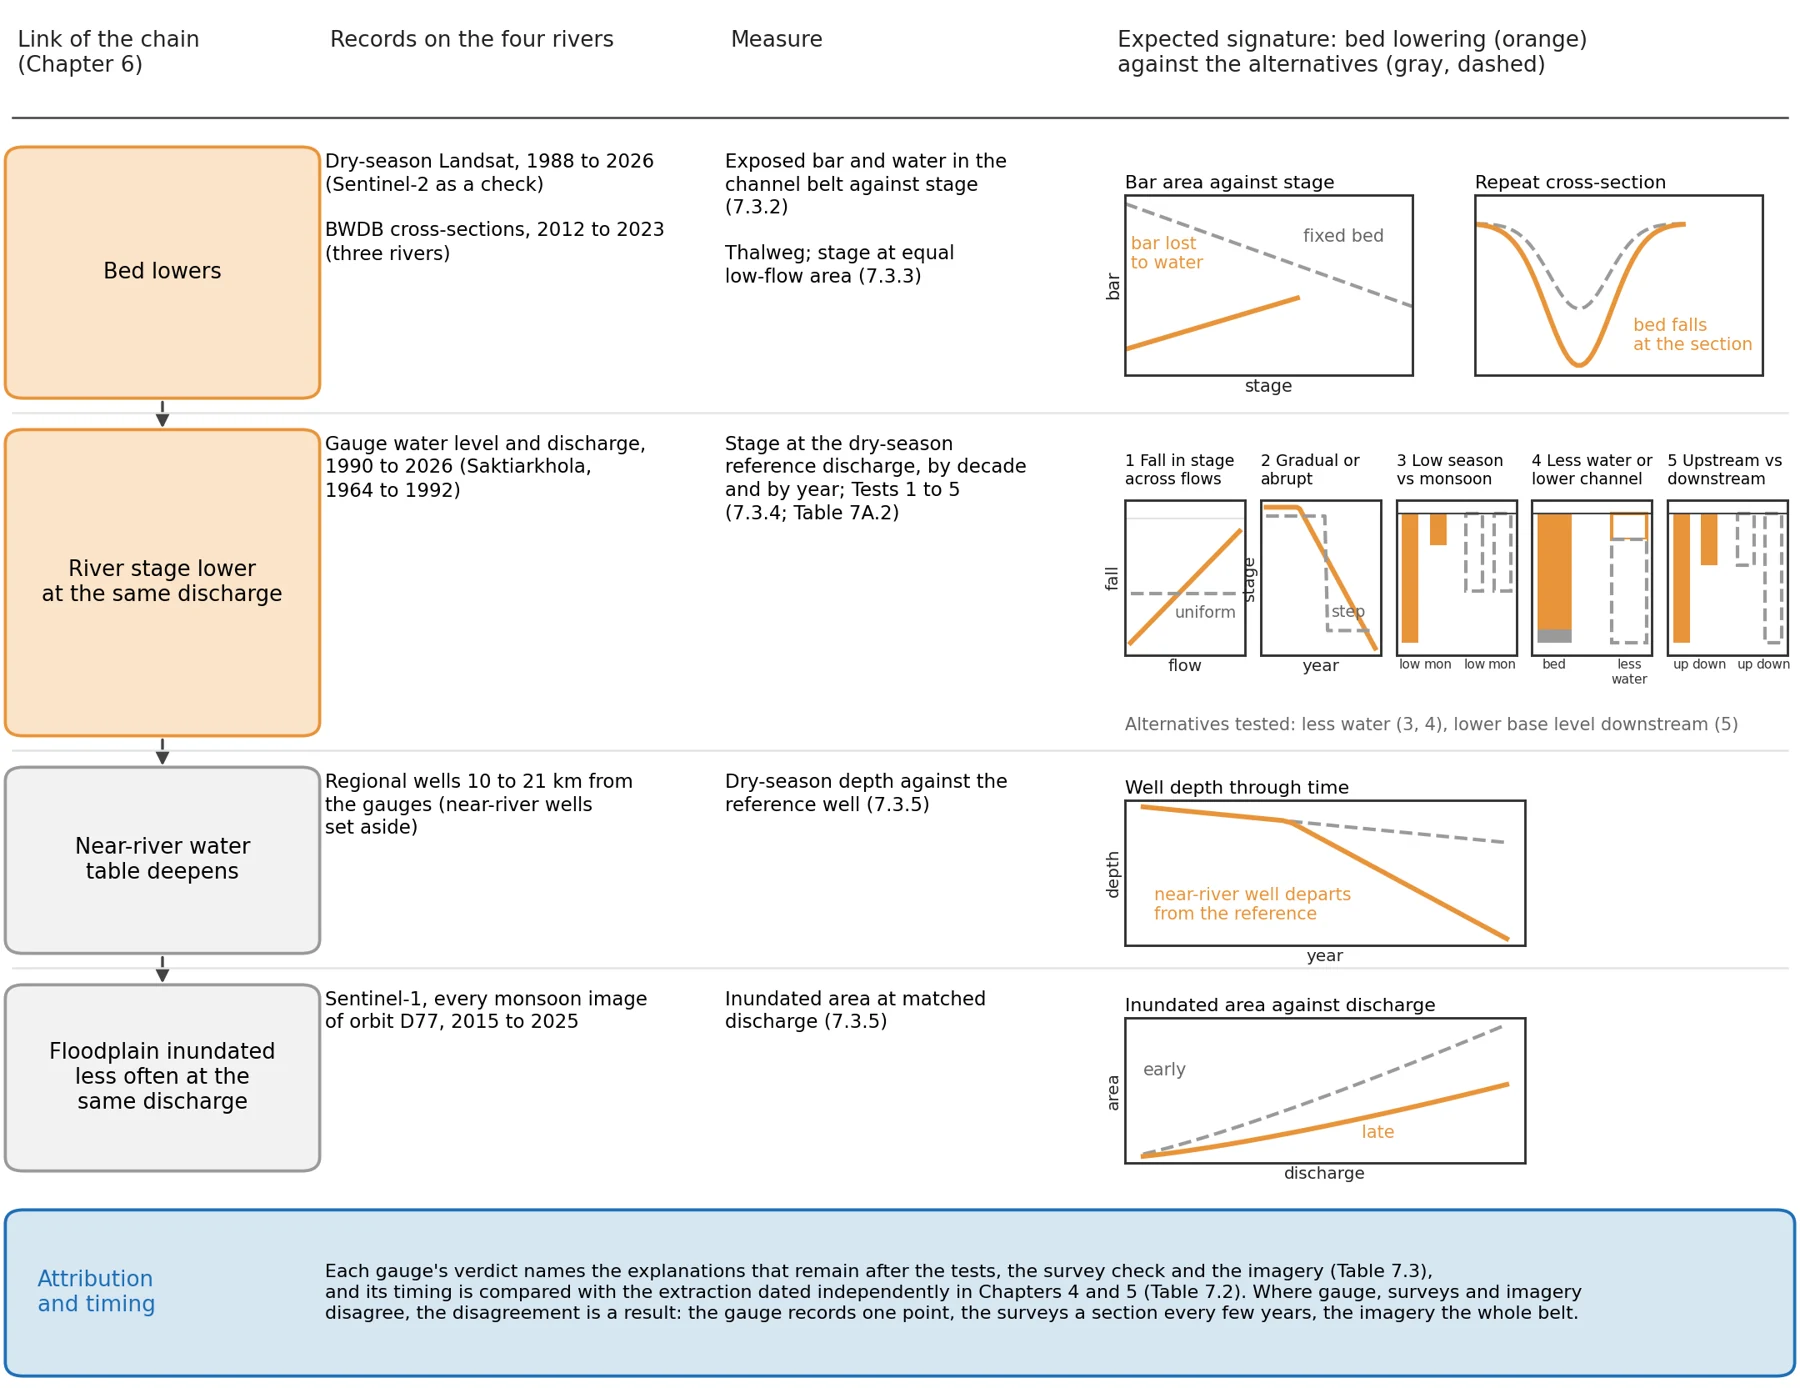 Link of the chain
(Chapter 6)
Records on the four rivers
Measure
Expected signature: bed lowering (orange)
against the alternatives (gray, dashed)
Bed lowers
Dry-season Landsat, 1988 to 2026
(Sentinel-2 as a check)
BWDB cross-sections, 2012 to 2023
(three rivers)
Exposed bar and water in the
channel belt against stage
(7.3.2)
Thalweg; stage at equal
low-flow area (7.3.3)
Bar area against stage
bar
bar lost
to water
fixed bed
stage
Repeat cross-section
bed falls
at the section
River stage lower
at the same discharge
Gauge water level and discharge,
1990 to 2026 (Saktiarkhola,
1964 to 1992)
Stage at the dry-season
reference discharge, by decade
and by year; Tests 1 to 5
(7.3.4; Table 7A.2)
1 Fall in stage
across flows
fall
uniform
flow
2 Gradual or
abrupt
stage
step
year
3 Low season
vs monsoon
low mon low mon
4 Less water or
lower channel
bed
less
water
5 Upstream vs
downstream
up down up down
Alternatives tested: less water (3, 4), lower base level downstream (5)
Near-river water
table deepens
Regional wells 10 to 21 km from
the gauges (near-river wells
set aside)
Dry-season depth against the
reference well (7.3.5)
Well depth through time
depth
near-river well departs
from the reference
year
Floodplain inundated
less often at the
same discharge
Sentinel-1, every monsoon image
of orbit D77, 2015 to 2025
Inundated area at matched
discharge (7.3.5)
Inundated area against discharge
area
early
late
discharge
Attribution
and timing
Each gauge's verdict names the explanations that remain after the tests, the survey check and the imagery (Table 7.3),
and its timing is compared with the extraction dated independently in Chapters 4 and 5 (Table 7.2). Where gauge, surveys and imagery
disagree, the disagreement is a result: the gauge records one point, the surveys a section every few years, the imagery the whole belt.